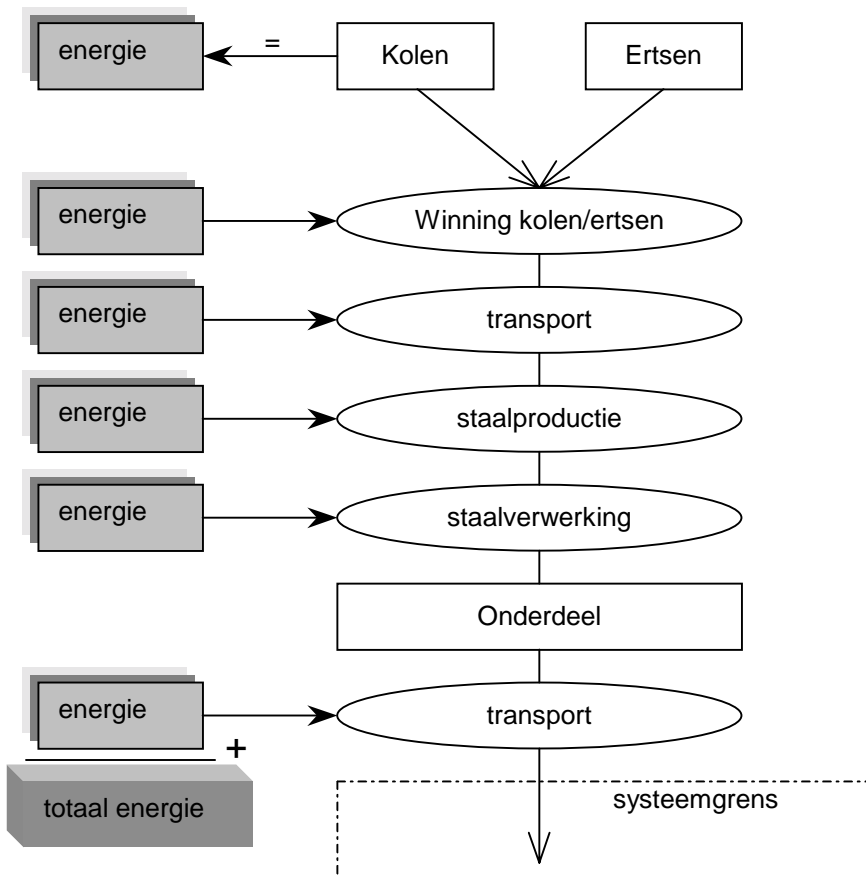 energie = Kolen Ertsen
energie Winning kolen/ertsen
energie transport
energie staalproductie
energie staalverwerking
Onderdeel
energie transport
+
totaal energie systeemgrens